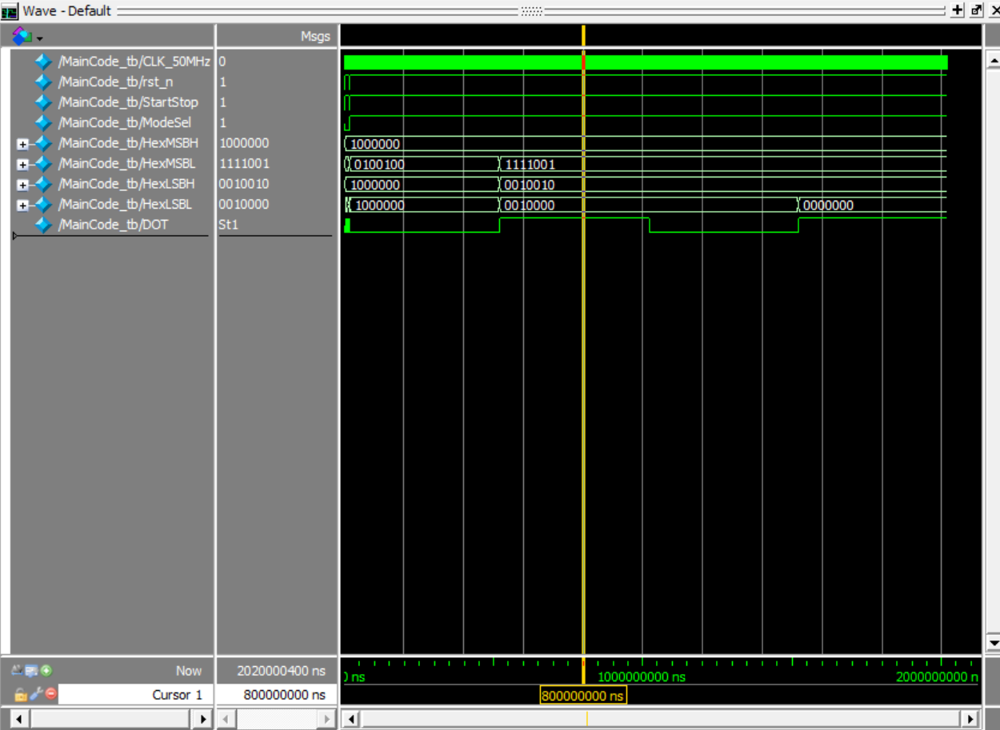 Wave - Default
Msgs
/MainCode_tb/CLK_50MHz 0
/MainCode_tb/rst_n 1
/MainCode_tb/StartStop 1
/MainCode_tb/ModeSel 1
/MainCode_tb/HexMSBH 1000000 1000000
/MainCode_tb/HexMSBL 1111001 0100100 1111001
/MainCode_tb/HexLSBH 0010010 1000000 0010010
/MainCode_tb/HexLSBL 0010000 1000000 0010000 0000000
/MainCode_tb/DOT St1
Now 2020000400 ns ns 1000000000 ns 2000000000 n
Cursor 1 800000000 ns 800000000 ns